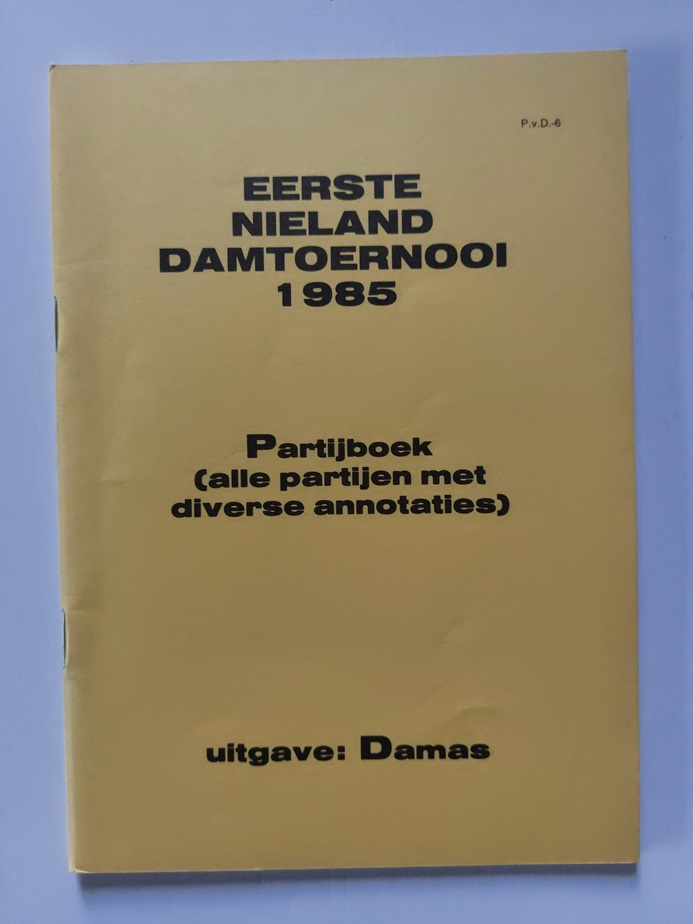 P.v.D.-6
EERSTE
NIELAND
DAMTOERNOOI
1985
Partijboek
(alle partijen met
diverse annotaties)
uitgave: Damas